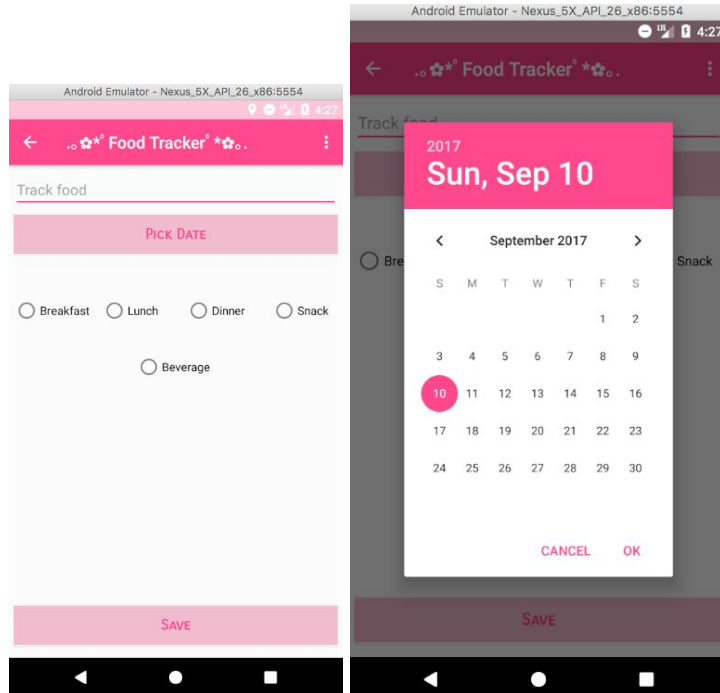 Android Emulator - Nexus_5X_API_26_x86:5554
LTE 4:27
.｡✿*ﾟ Food Tracker ﾟ*✿｡.
Track food
PICK DATE
Breakfast Lunch Dinner Snack
Beverage
SAVE
Android Emulator - Nexus_5X_API_26_x86:5554
LTE 4:27
.｡✿*ﾟ Food Tracker ﾟ*✿｡.
Track
2017
Sun, Sep 10
September 2017
S M T W T F S
1 2
3 4 5 6 7 8 9
10 11 12 13 14 15 16
17 18 19 20 21 22 23
24 25 26 27 28 29 30
Bre Snack
CANCEL OK
SAVE